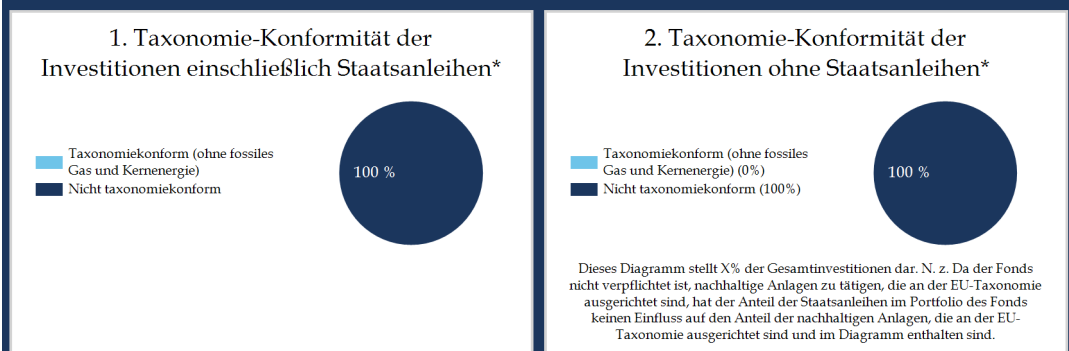 1. Taxonomie-Konformität der
Investitionen einschließlich Staatsanleihen*
Taxonomiekonform (ohne fossiles
Gas und Kernenergie)
Nicht taxonomiekonform
100 %
2. Taxonomie-Konformität der
Investitionen ohne Staatsanleihen*
Taxonomiekonform (ohne fossiles
Gas und Kernenergie) (0%)
Nicht taxonomiekonform (100%)
100 %
Dieses Diagramm stellt X% der Gesamtinvestitionen dar. N. z. Da der Fonds
nicht verpflichtet ist, nachhaltige Anlagen zu tätigen, die an der EU-Taxonomie
ausgerichtet sind, hat der Anteil der Staatsanleihen im Portfolio des Fonds
keinen Einfluss auf den Anteil der nachhaltigen Anlagen, die an der EU-
Taxonomie ausgerichtet sind und im Diagramm enthalten sind.